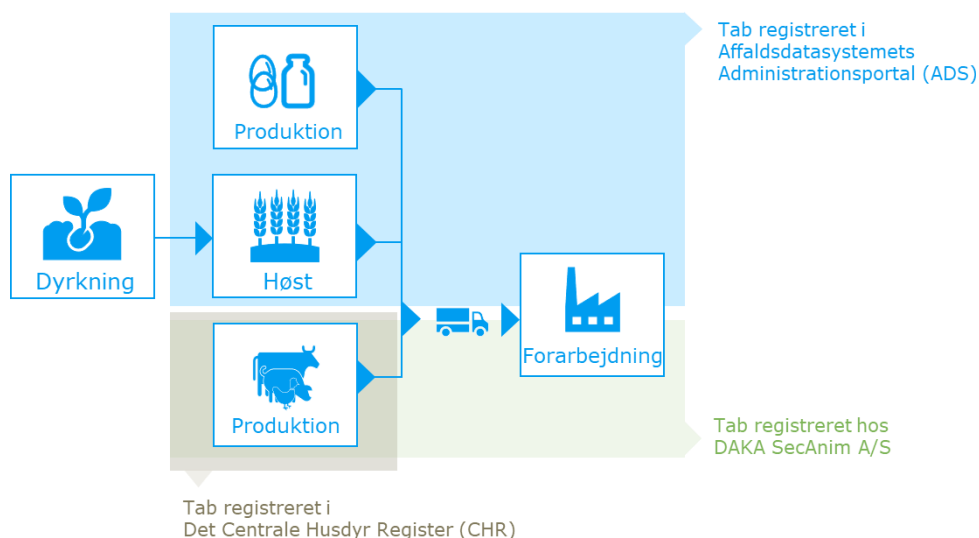 Tab registreret i
Affaldsdatasystemets
Administrationsportal (ADS)
Produktion
Dyrkning
Høst
Forarbejdning
Produktion
Tab registreret hos
DAKA SecAnim A/S
Tab registreret i
Det Centrale Husdyr Register (CHR)